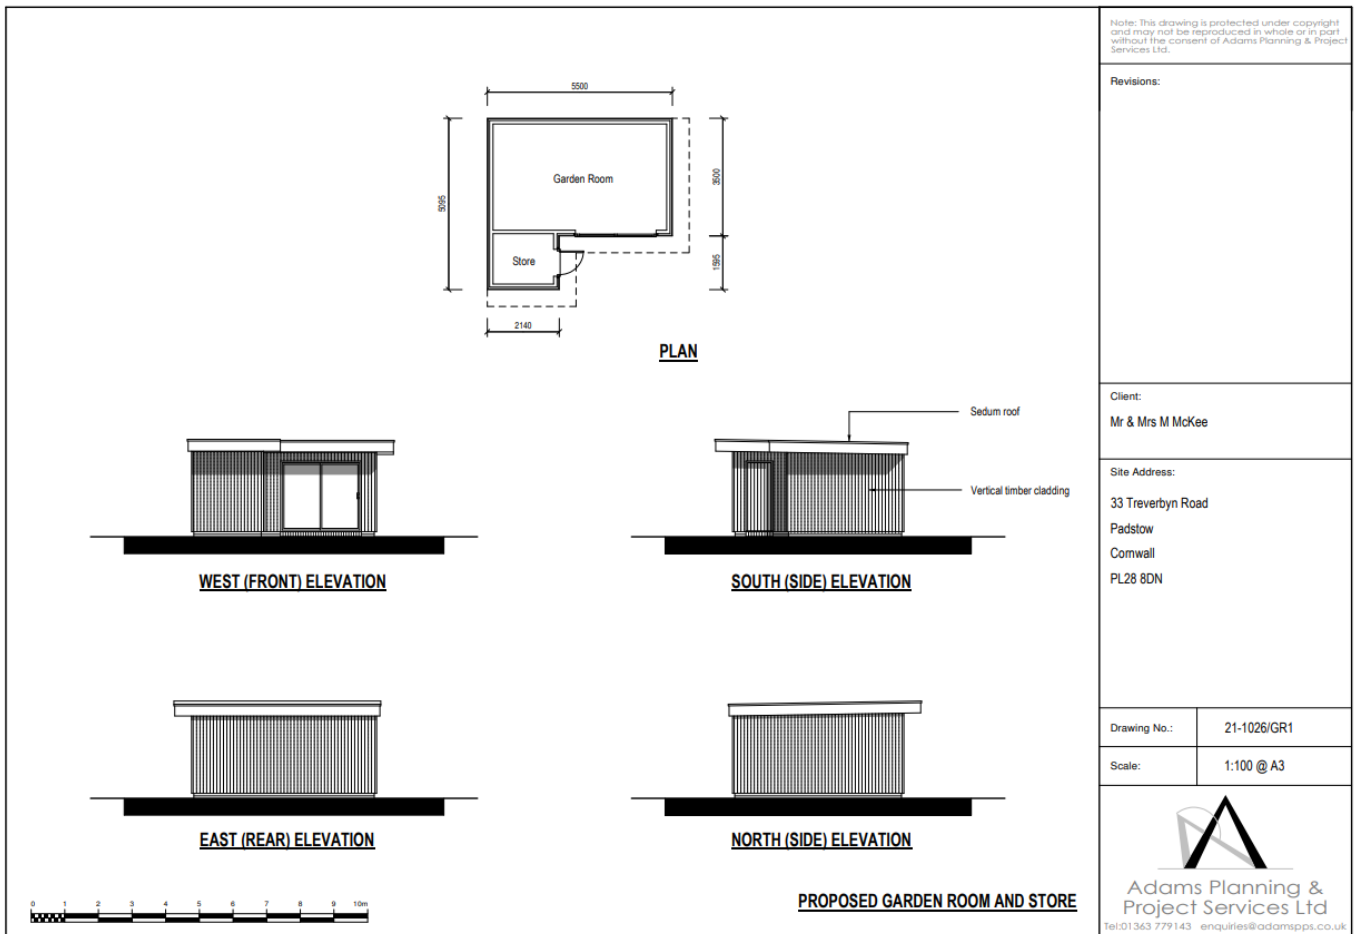 5500
Garden Room
5095
3500
Store
1595
2140
PLAN
Sedum roof
Vertical timber cladding
WEST (FRONT) ELEVATION
SOUTH (SIDE) ELEVATION
EAST (REAR) ELEVATION
NORTH (SIDE) ELEVATION
0 1 2 3 4 5 6 7 8 9 10m
PROPOSED GARDEN ROOM AND STORE
Note: This drawing is protected under copyright
and may not be reproduced in whole or in part
without the consent of Adams Planning & Project
Services Ltd.
Revisions:
Client:
Mr & Mrs M McKee
Site Address:
33 Treverbyn Road
Padstow
Cornwall
PL28 8DN
Drawing No.: 21-1026/GR1
Scale: 1:100 @ A3
Adams Planning &
Project Services Ltd
Tel:01363 779143 enquiries@adamspps.co.uk